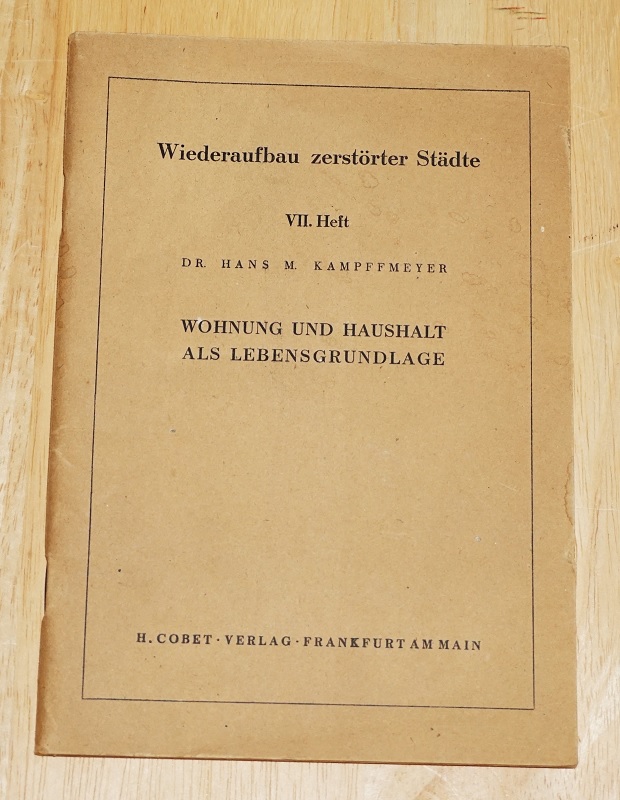 Wiederaufbau zerstörter Städte
VII. Heft
DR. HANS M. KAMPFFMEYER
WOHNUNG UND HAUSHALT
ALS LEBENSGRUNDLAGE
H. COBET · VERLAG · FRANKFURT AM MAIN